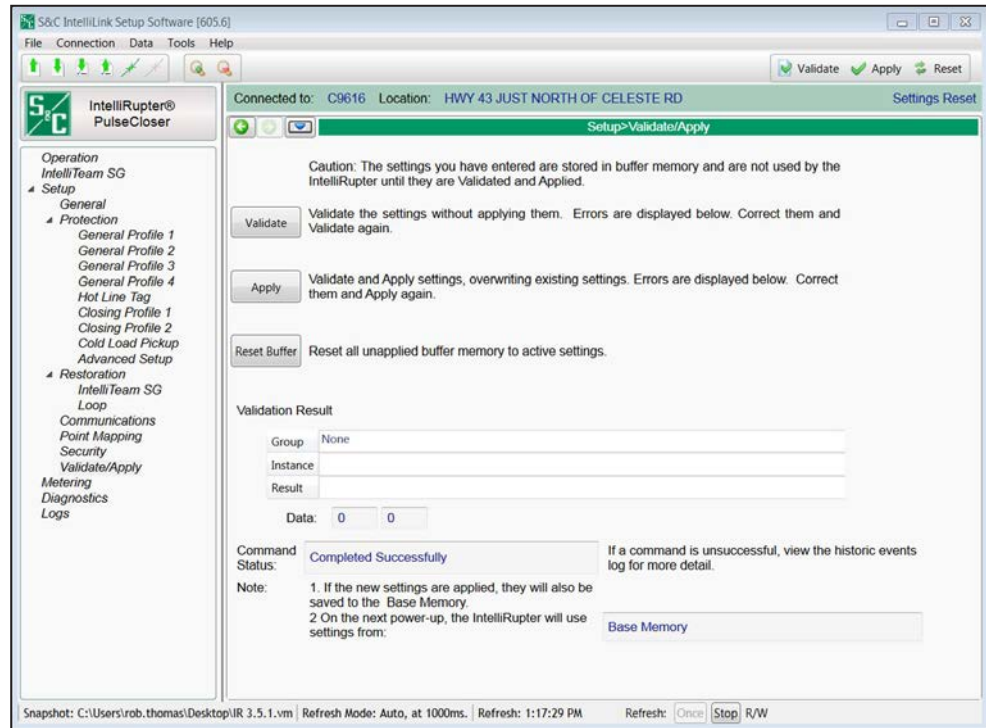 S&C IntelliLink Setup Software [605.6]
File Connection Data Tools Help
Validate Apply Reset
S&C
IntelliRupter®
PulseCloser
Connected to: C9616 Location: HWY 43 JUST NORTH OF CELESTE RD Settings Reset
Setup>Validate/Apply
Operation
IntelliTeam SG
Setup
General
Protection
General Profile 1
General Profile 2
General Profile 3
General Profile 4
Hot Line Tag
Closing Profile 1
Closing Profile 2
Cold Load Pickup
Advanced Setup
Restoration
IntelliTeam SG
Loop
Communications
Point Mapping
Security
Validate/Apply
Metering
Diagnostics
Logs
Caution: The settings you have entered are stored in buffer memory and are not used by the
IntelliRupter until they are Validated and Applied.
Validate
Validate the settings without applying them. Errors are displayed below. Correct them and
Validate again.
Apply
Validate and Apply settings, overwriting existing settings. Errors are displayed below. Correct
them and Apply again.
Reset Buffer
Reset all unapplied buffer memory to active settings.
Validation Result
Group None
Instance
Result
Data: 0 0
Command
Status:
Completed Successfully
If a command is unsuccessful, view the historic events
log for more detail.
Note:
1. If the new settings are applied, they will also be
saved to the Base Memory.
2 On the next power-up, the IntelliRupter will use
settings from:
Base Memory
Snapshot: C:\Users\rob.thomas\Desktop\IR 3.5.1.vm Refresh Mode: Auto, at 1000ms. Refresh: 1:17:29 PM Refresh: Once Stop R/W